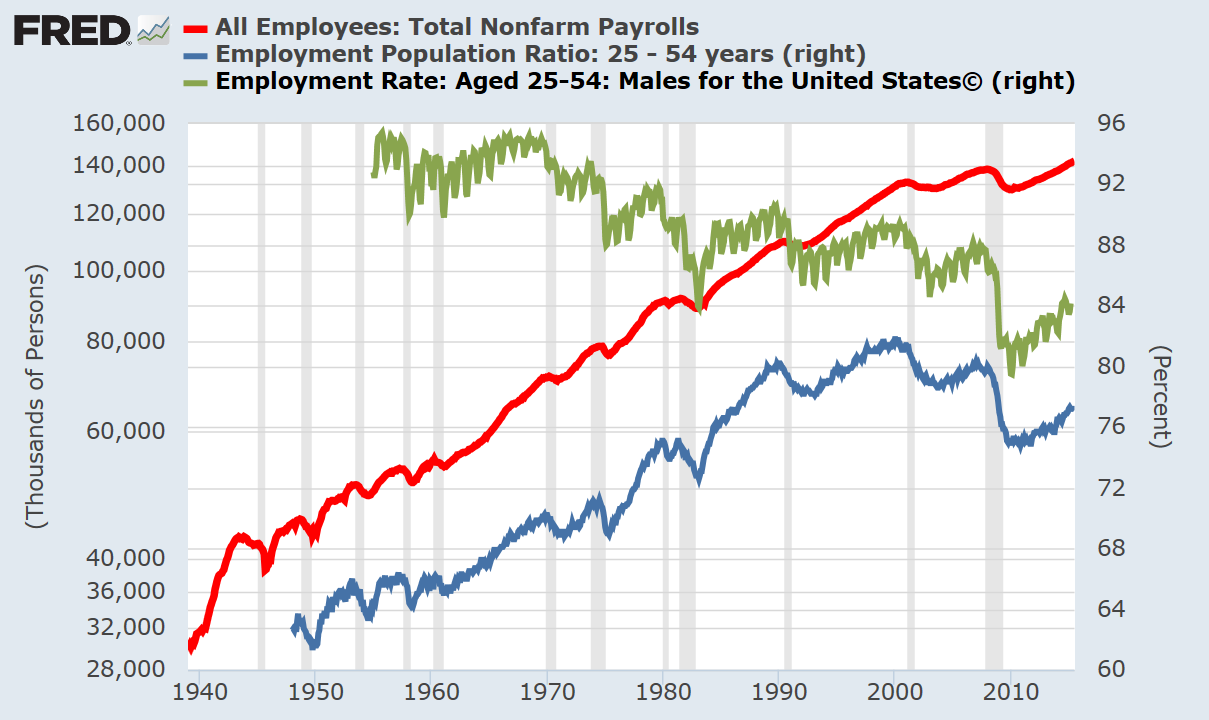 FRED
All Employees: Total Nonfarm Payrolls
Employment Population Ratio: 25 - 54 years (right)
Employment Rate: Aged 25-54: Males for the United States© (right)
160,000
140,000
120,000
100,000
80,000
60,000
40,000
36,000
32,000
28,000
(Thousands of Persons)
96
92
88
84
80
76
72
68
64
60
(Percent)
1940 1950 1960 1970 1980 1990 2000 2010